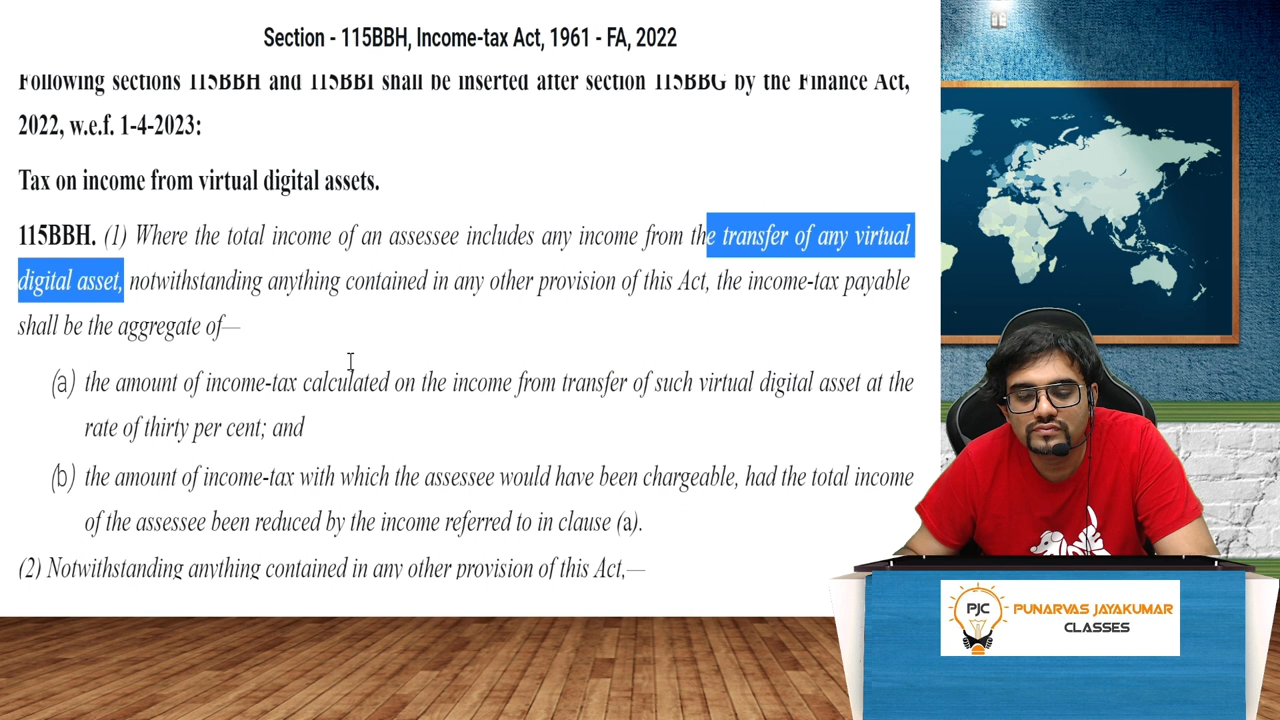 Section - 115BBH, Income-tax Act, 1961 - FA, 2022
Following sections 115BBH and 115BBI shall be inserted after section 115BBG by the Finance Act,
2022, w.e.f. 1-4-2023:
Tax on income from virtual digital assets.
115BBH. (1) Where the total income of an assessee includes any income from the transfer of any virtual
digital asset, notwithstanding anything contained in any other provision of this Act, the income-tax payable
shall be the aggregate of—
(a) the amount of income-tax calculated on the income from transfer of such virtual digital asset at the
rate of thirty per cent; and
(b) the amount of income-tax with which the assessee would have been chargeable, had the total income
of the assessee been reduced by the income referred to in clause (a).
(2) Notwithstanding anything contained in any other provision of this Act,—
PJC
PUNARVAS JAYAKUMAR
CLASSES